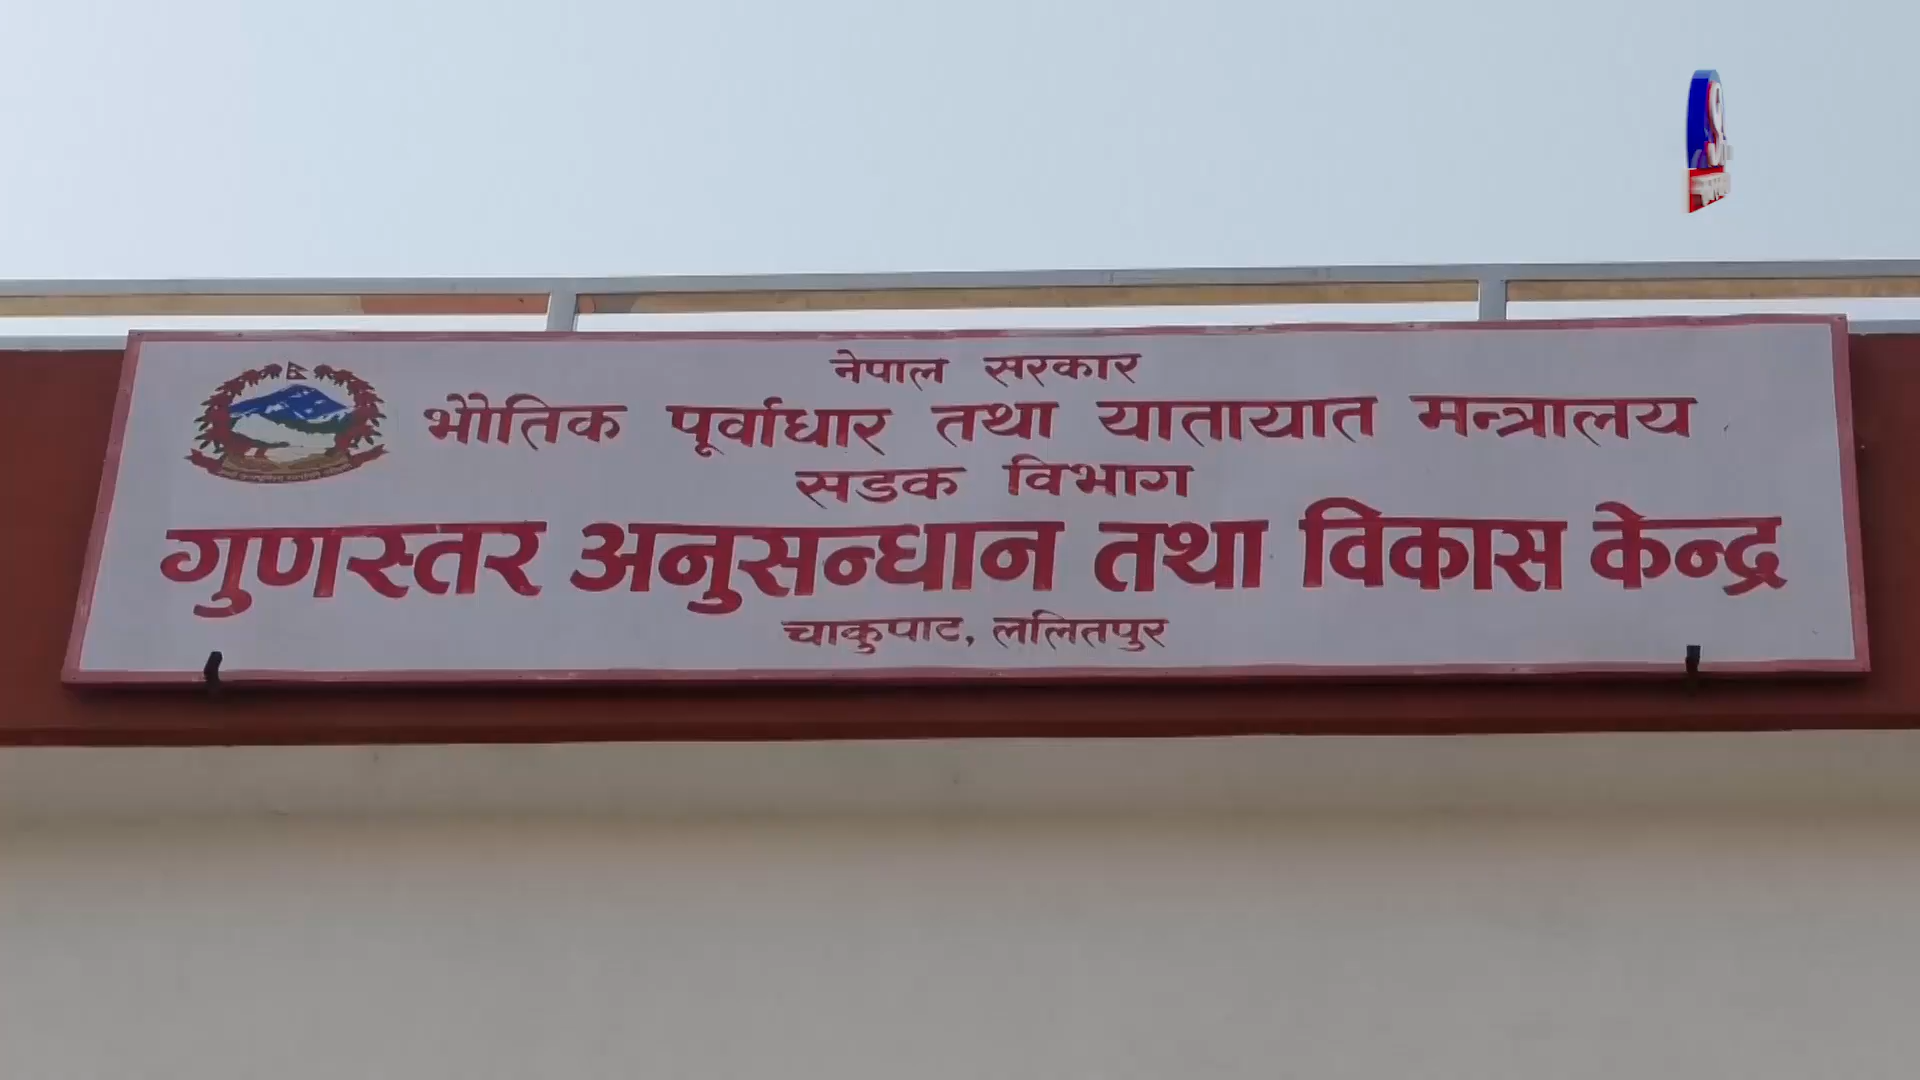 नेपाल सरकार
भौतिक पूर्वाधार तथा यातायात मन्त्रालय
सडक विभाग
गुणस्तर अनुसन्धान तथा विकास केन्द्र
चाकुपाट, ललितपुर